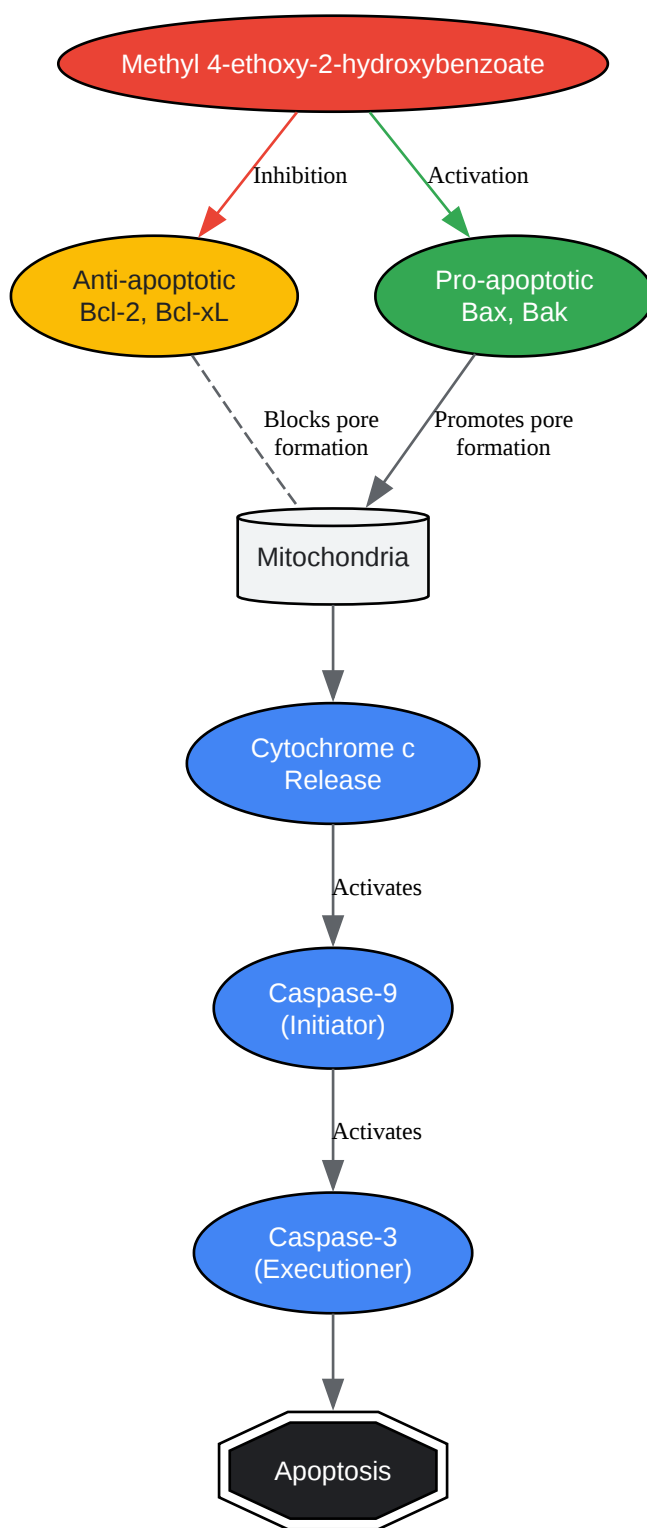 Methyl 4-ethoxy-2-hydroxybenzoate
Inhibition
Activation
Anti-apoptotic
Bcl-2, Bcl-xL
Pro-apoptotic
Bax, Bak
Blocks pore
formation
Promotes pore
formation
Mitochondria
Cytochrome c
Release
Activates
Caspase-9
(Initiator)
Activates
Caspase-3
(Executioner)
Apoptosis